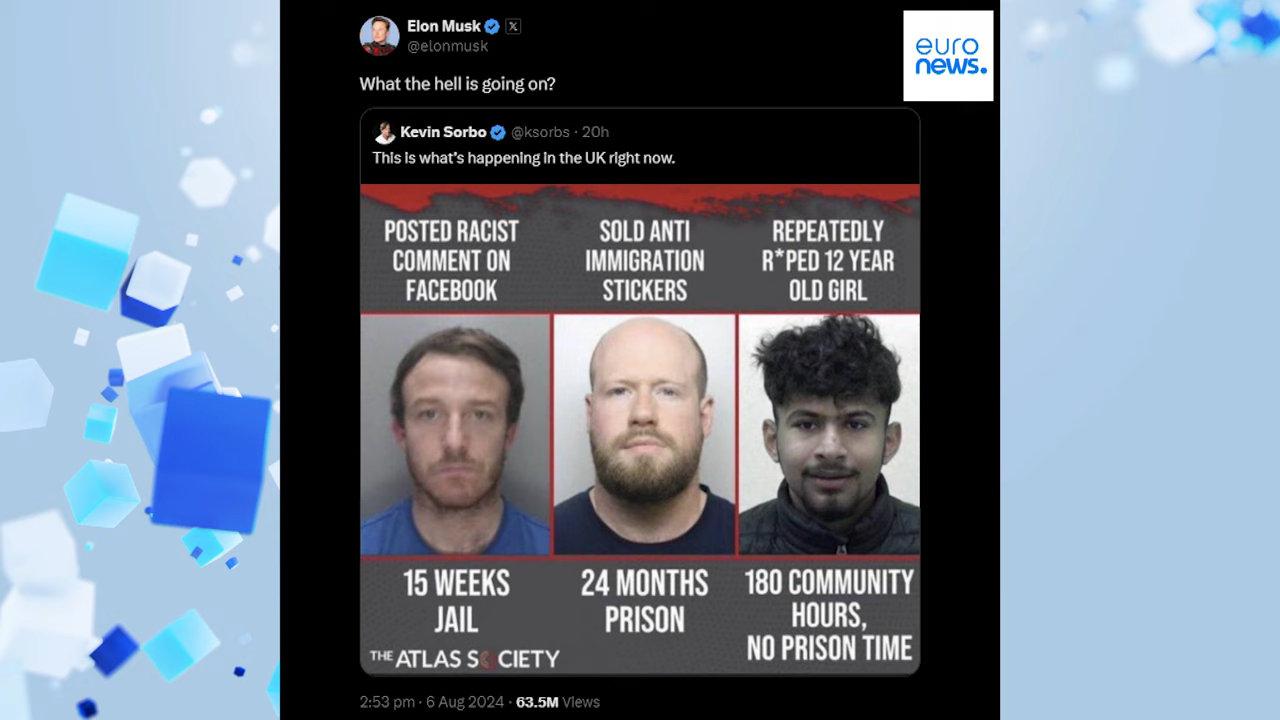 Elon Musk
@elonmusk
euro
news.
What the hell is going on?
Kevin Sorbo @ksorbs · 20h
This is what's happening in the UK right now.
POSTED RACIST
COMMENT ON
FACEBOOK
SOLD ANTI
IMMIGRATION
STICKERS
REPEATEDLY
R*PED 12 YEAR
OLD GIRL
15 WEEKS
JAIL
24 MONTHS
PRISON
180 COMMUNITY
HOURS,
NO PRISON TIME
THE ATLAS SOCIETY
2:53 pm · 6 Aug 2024 · 63.5M Views